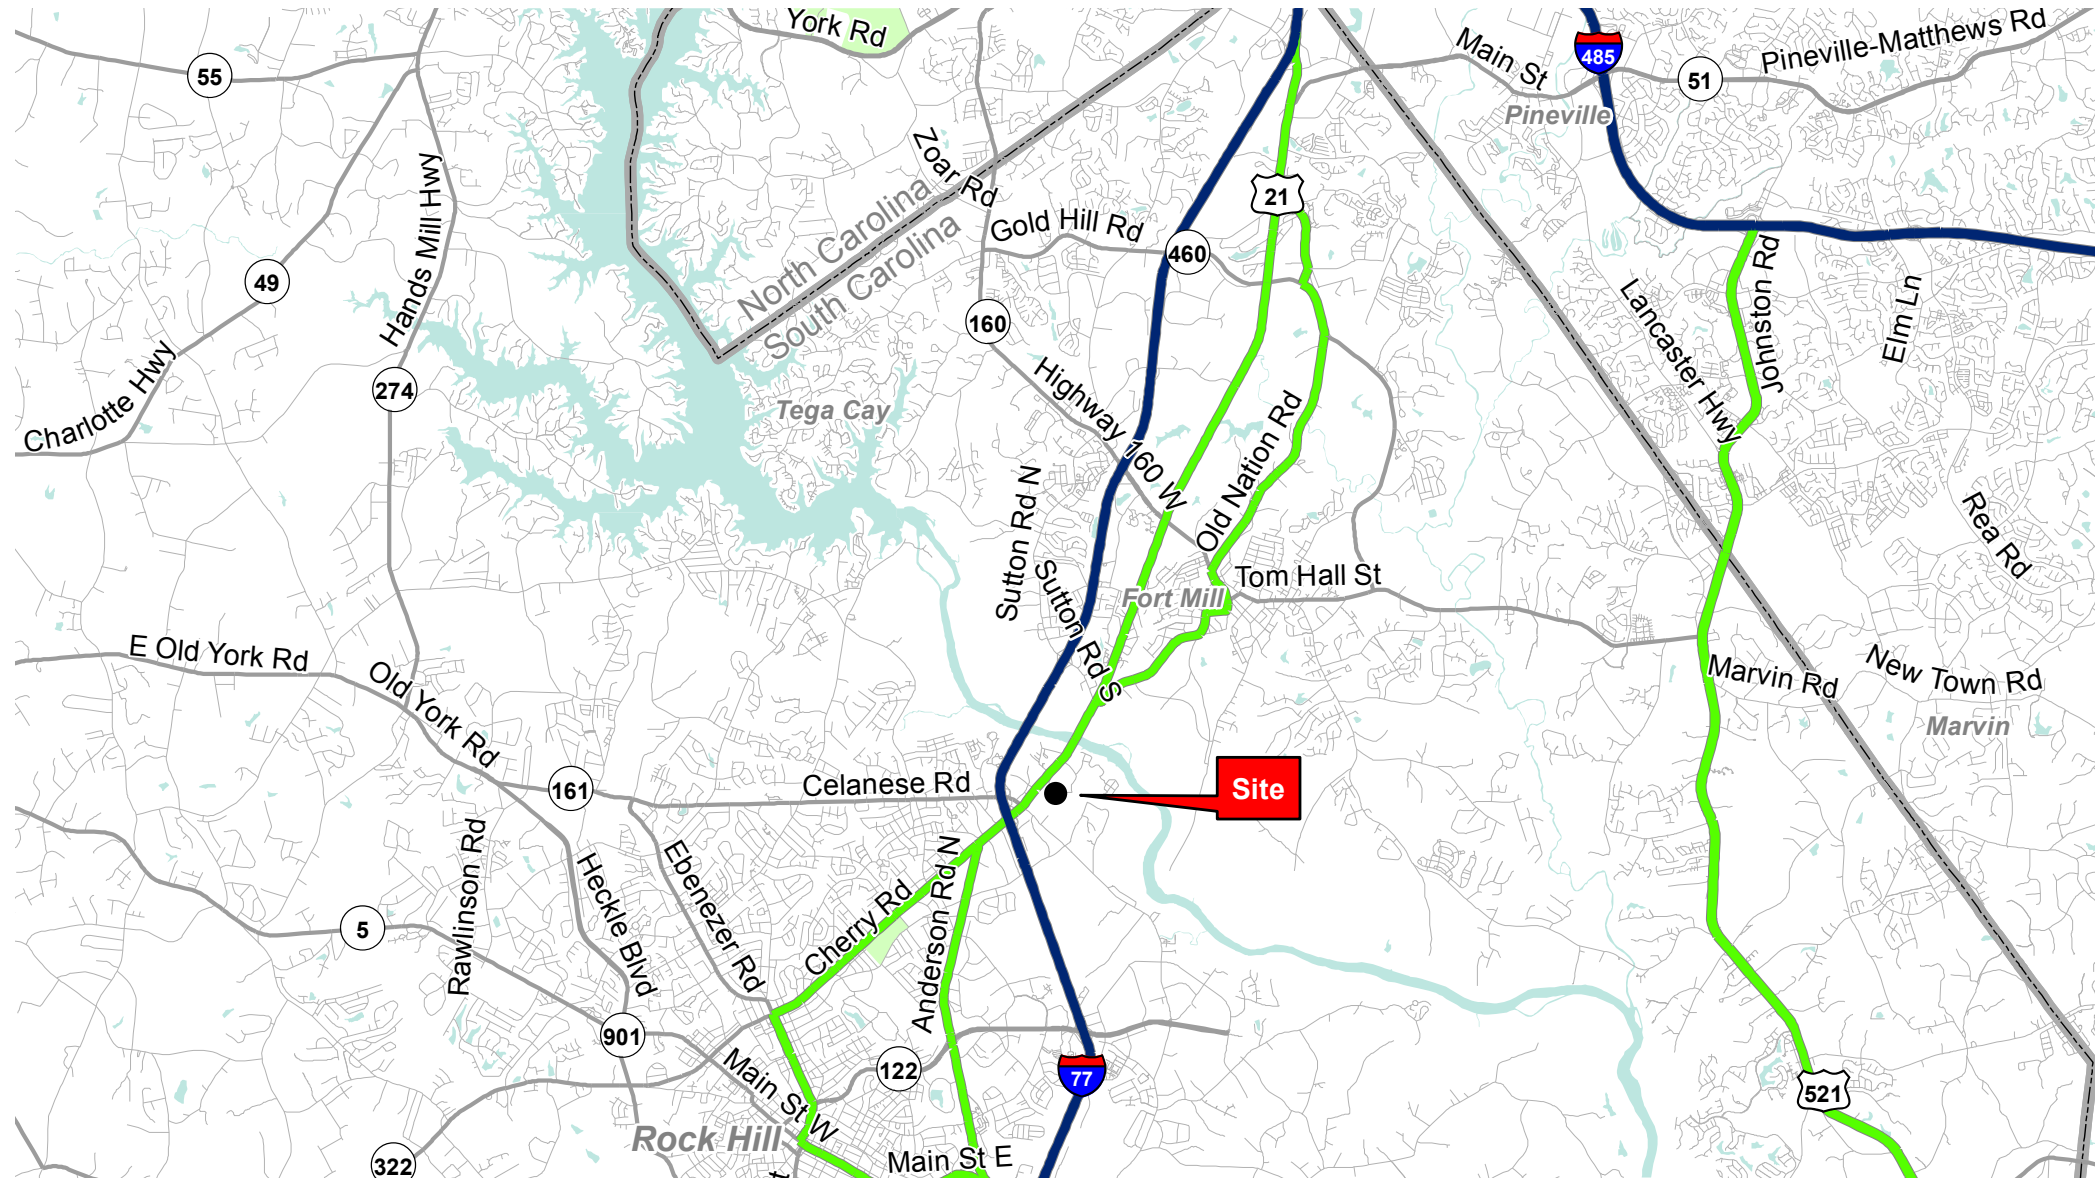 York Rd
55
Main St
485
51
Pineville-Matthews Rd
Pineville
Zoar Rd
Hands Mill Hwy
North Carolina
South Carolina
21
Gold Hill Rd
460
49
160
Johnston Rd
Lancaster Hwy
Elm Ln
Charlotte Hwy
274
Highway 160 W
Tega Cay
Old Nation Rd
Sutton Rd N
Rea Rd
Sutton Rd S
Tom Hall St
Fort Mill
E Old York Rd
Old York Rd
Marvin Rd
New Town Rd
Marvin
161
Celanese Rd
Site
Rawlinson Rd
Heckle Blvd
Ebenezer Rd
Cherry Rd
Anderson Rd N
5
901
Main St W
122
77
521
Rock Hill
322
Main St E